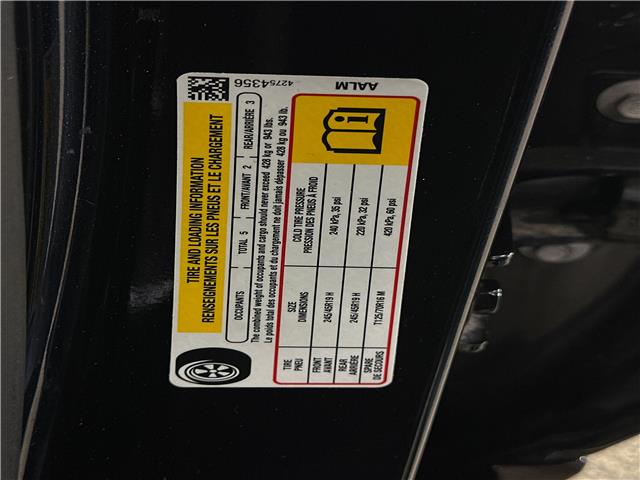 TIRE AND LOADING INFORMATION
RENSEIGNEMENTS SUR LES PNEUS ET LE CHARGEMENT
42754356
AALM
OCCUPANTS TOTAL 5 FRONT/AVANT 2 REAR/ARRIÈRE 3
The combined weight of occupants and cargo should never exceed 428 kg or 943 lbs.
Le poids total des occupants et du chargement ne doit jamais dépasser 428 kg ou 943 lb.
TIRE SIZE COLD TIRE PRESSURE
PNEU DIMENSIONS PRESSION DES PNEUS À FROID
FRONT 245/45R19 H 240 kPa, 35 psi
AVANT
REAR 245/45R19 H 220 kPa, 32 psi
ARRIÈRE
SPARE T125/70R16 M 420 kPa, 60 psi
DE SECOURS